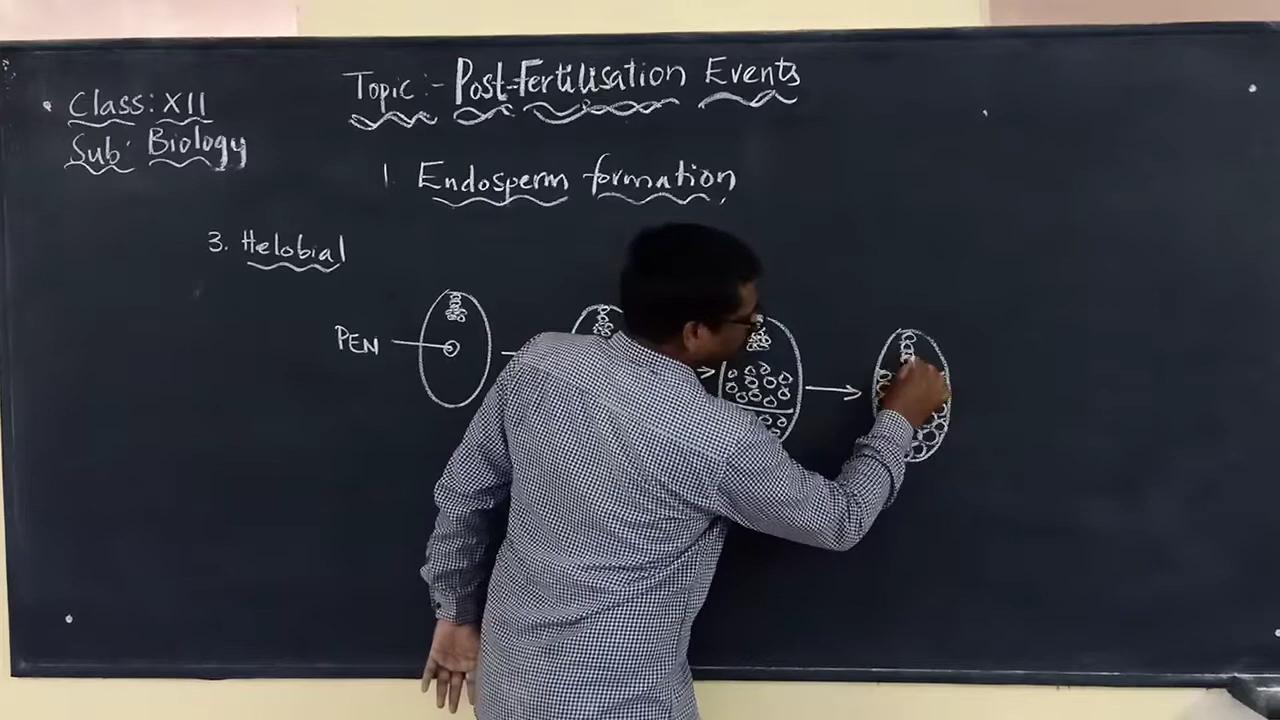 Class: XII
Sub: Biology
Topic:- Post-Fertilisation Events
1. Endosperm formation
3. Helobial
PEN